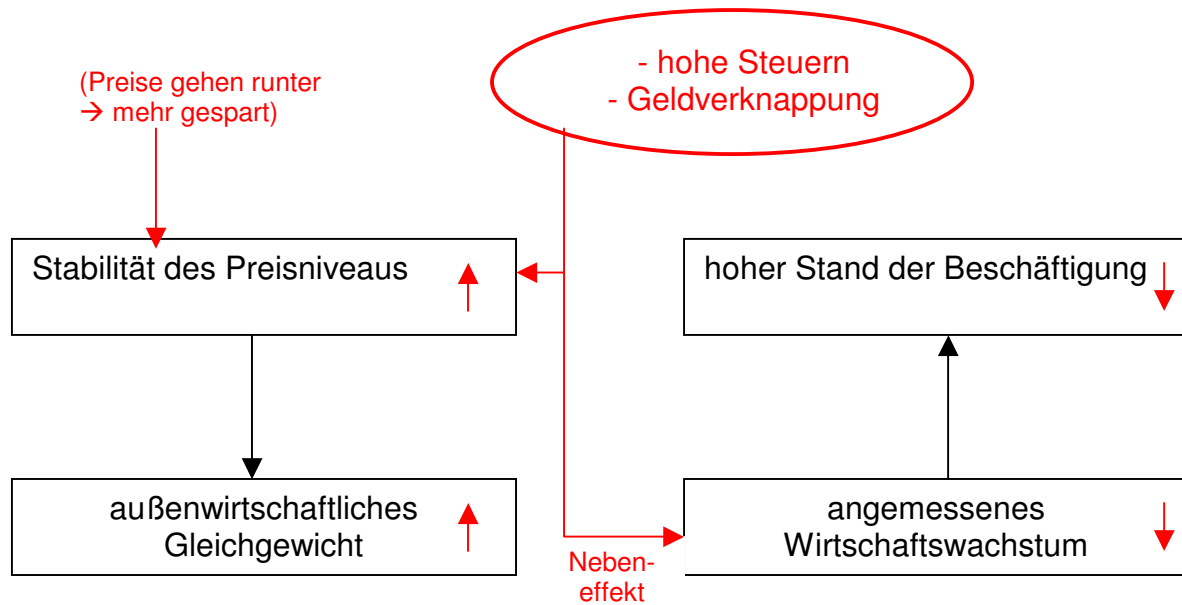 - hohe Steuern
- Geldverknappung
(Preise gehen runter
→ mehr gespart)
Stabilität des Preisniveaus
hoher Stand der Beschäftigung
außenwirtschaftliches
Gleichgewicht
angemessenes
Wirtschaftswachstum
Neben-
effekt